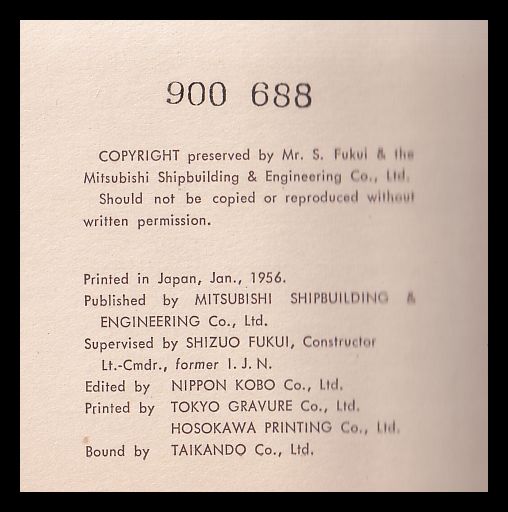 900 688
COPYRIGHT preserved by Mr. S. Fukui & the
Mitsubishi Shipbuilding & Engineering Co., Ltd.
Should not be copied or reproduced without
written permission.
Printed in Japan, Jan., 1956.
Published by MITSUBISHI SHIPBUILDING &
ENGINEERING Co., Ltd.
Supervised by SHIZUO FUKUI, Constructor
Lt.-Cmdr., former I. J. N.
Edited by NIPPON KOBO Co., Ltd.
Printed by TOKYO GRAVURE Co., Ltd.
HOSOKAWA PRINTING Co., Ltd.
Bound by TAIKANDO Co., Ltd.